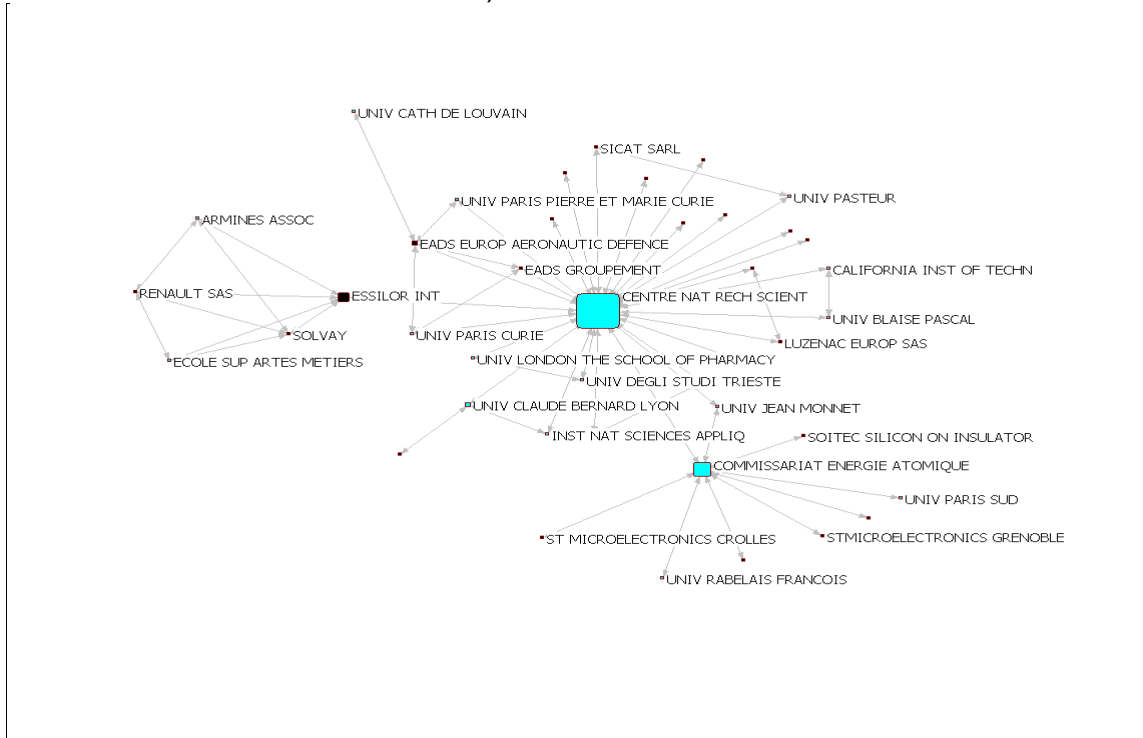 UNIV CATH DE LOUVAIN
SICAT SARL
UNIV PASTEUR
UNIV PARIS PIERRE ET MARIE CURIE
ARMINES ASSOC
EADS EUROP AERONAUTIC DEFENCE
EADS GROUPEMENT
CALIFORNIA INST OF TECHN
RENAULT SAS
ESSILOR INT
CENTRE NAT RECH SCIENT
UNIV BLAISE PASCAL
SOLVAY
UNIV PARIS CURIE
LUZENAC EUROP SAS
ECOLE SUP ARTES METIERS
UNIV LONDON THE SCHOOL OF PHARMACY
UNIV DEGLI STUDI TRIESTE
UNIV CLAUDE BERNARD LYON
UNIV JEAN MONNET
INST NAT SCIENCES APPLIQ
SOITEC SILICON ON INSULATOR
COMMISSARIAT ENERGIE ATOMIQUE
UNIV PARIS SUD
ST MICROELECTRONICS CROLLES
STMICROELECTRONICS GRENOBLE
UNIV RABELAIS FRANCOIS